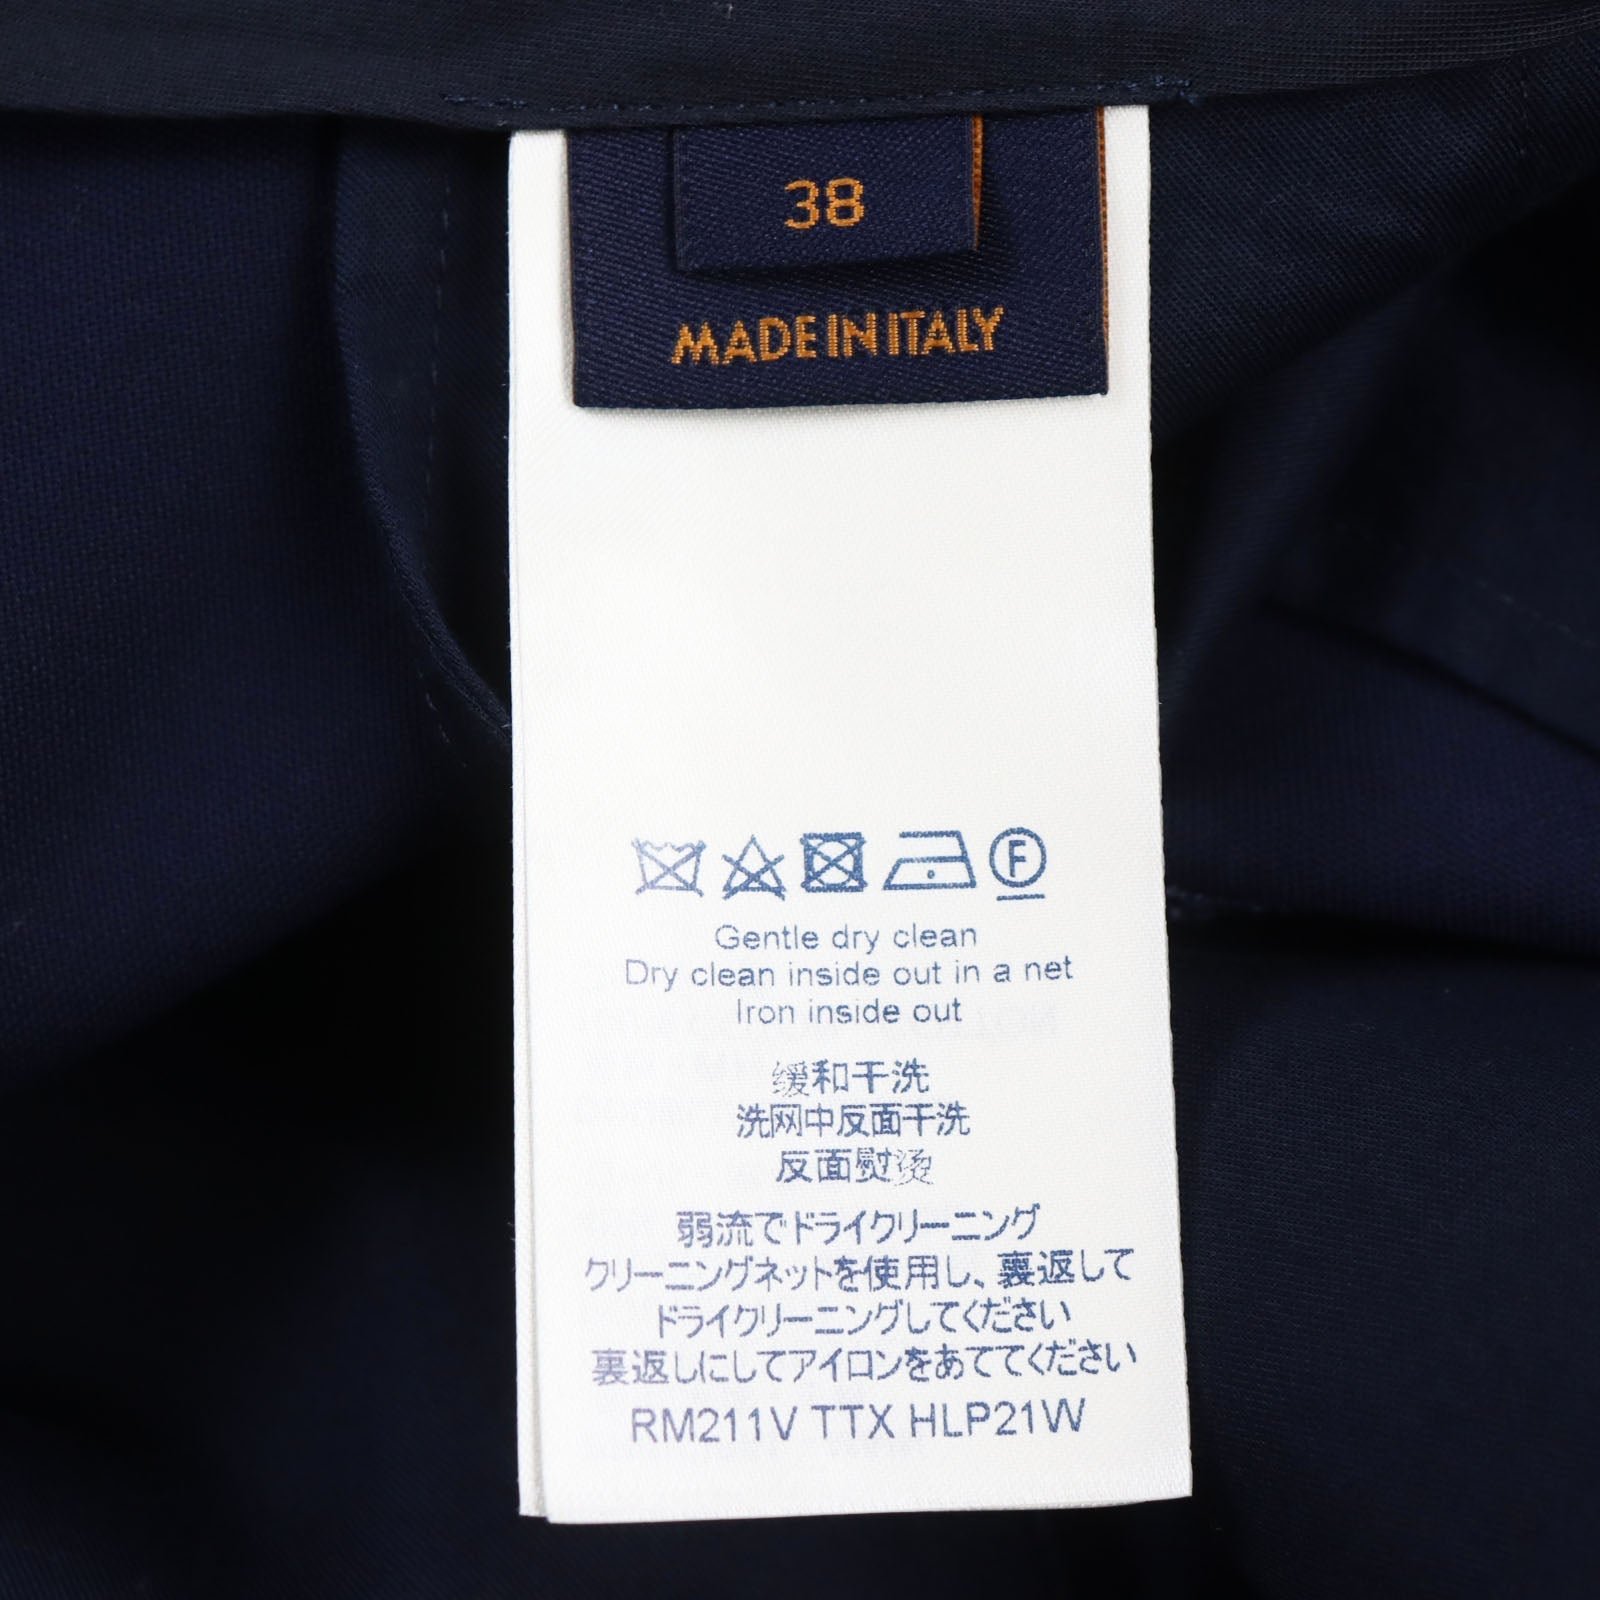 38
MADE IN ITALY
F
Gentle dry clean
Dry clean inside out in a net
Iron inside out
缓和干洗
洗网中反面干洗
反面熨烫
弱流でドライクリーニング
クリーニングネットを使用し、裏返して
ドライクリーニングしてください
裏返しにしてアイロンをあててください
RM211V TTX HLP21W